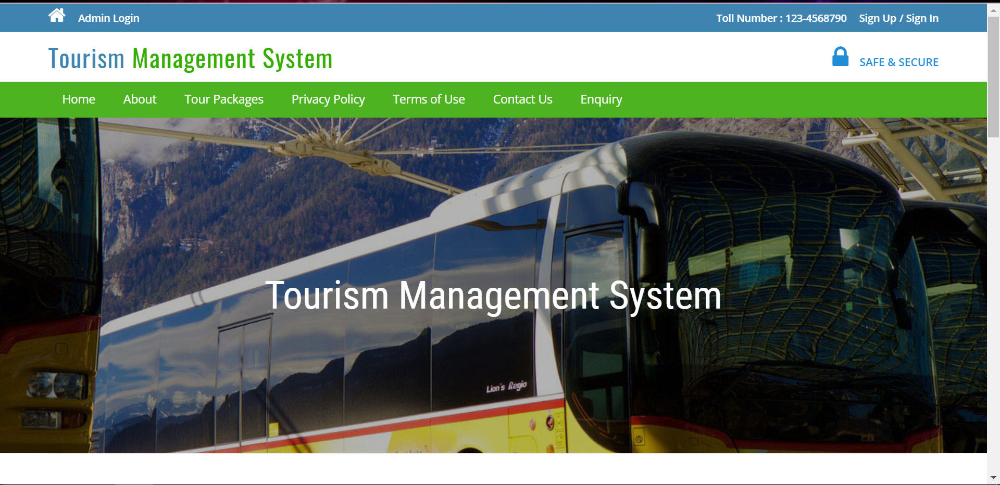 Admin Login
Toll Number : 123-4568790 Sign Up / Sign In
Tourism Management System
SAFE & SECURE
Home About Tour Packages Privacy Policy Terms of Use Contact Us Enquiry
Tourism Management System
Lion's Regio